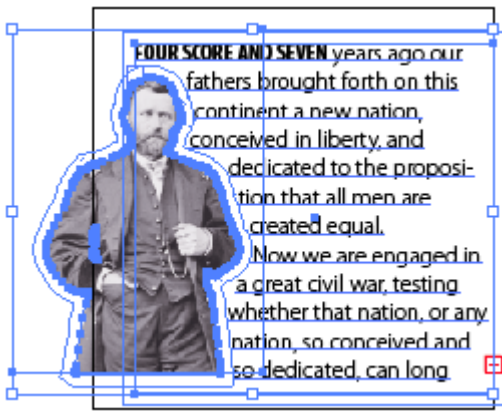 FOUR SCORE AND SEVEN years ago our
fathers brought forth on this
continent a new nation,
conceived in liberty, and
dedicated to the proposi-
tion that all men are
created equal.
Now we are engaged in
a great civil war, testing
whether that nation, or any
nation, so conceived and
so dedicated, can long